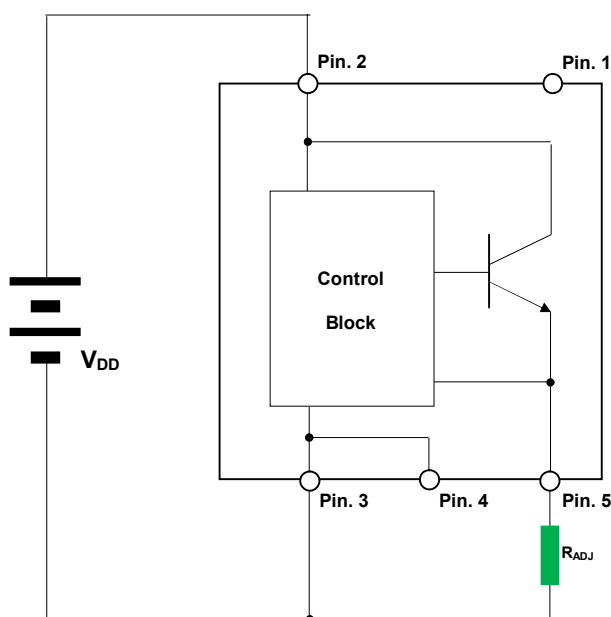 Pin. 2
Pin. 1
Control
Block
VDD
Pin. 3
Pin. 4
Pin. 5
RADJ